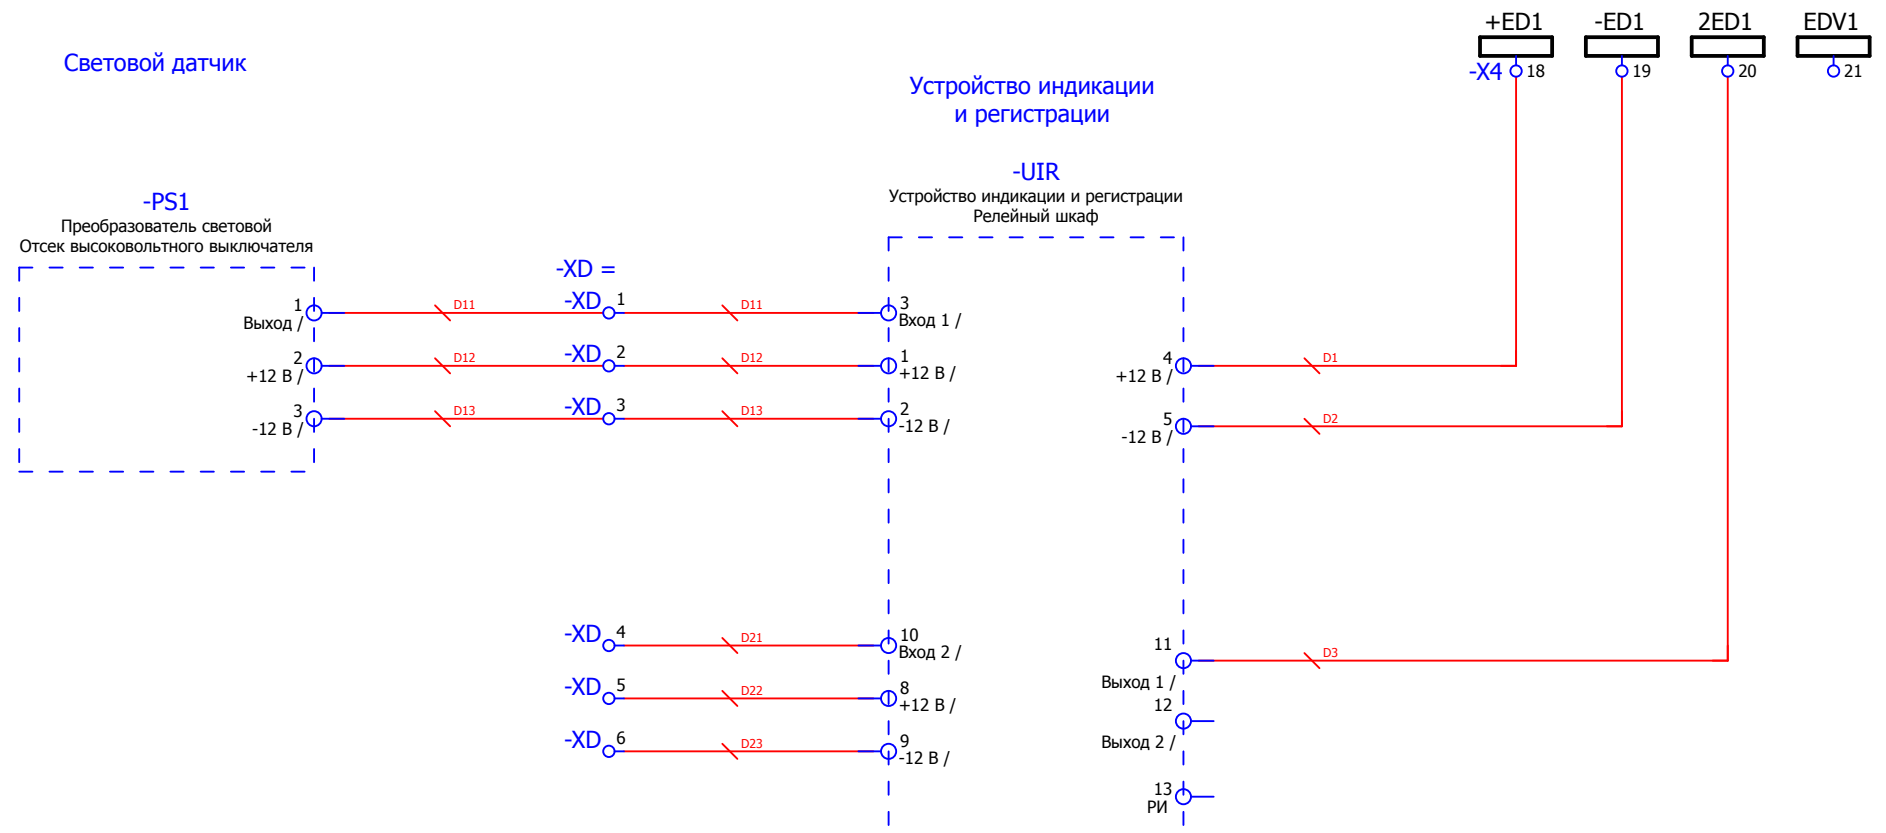 +ED1 -ED1 2ED1 EDV1
-X4 18 19 20 21
Световой датчик
Устройство индикации
и регистрации
-UIR
Устройство индикации и регистрации
Релейный шкаф
-PS1
Преобразователь световой
Отсек высоковольтного выключателя
-XD =
1 D11 -XD 1 D11 3
Выход / Вход 1 /
2 D12 -XD 2 D12 1
+12 В / +12 В /
4 D1
+12 В /
3 D13 -XD 3 D13 2
-12 В / -12 В /
5 D2
-12 В /
-XD 4 D21 10
Вход 2 /
11 D3
Выход 1 /
-XD 5 D22 8
+12 В /
12
Выход 2 /
-XD 6 D23 9
-12 В /
13
РИ